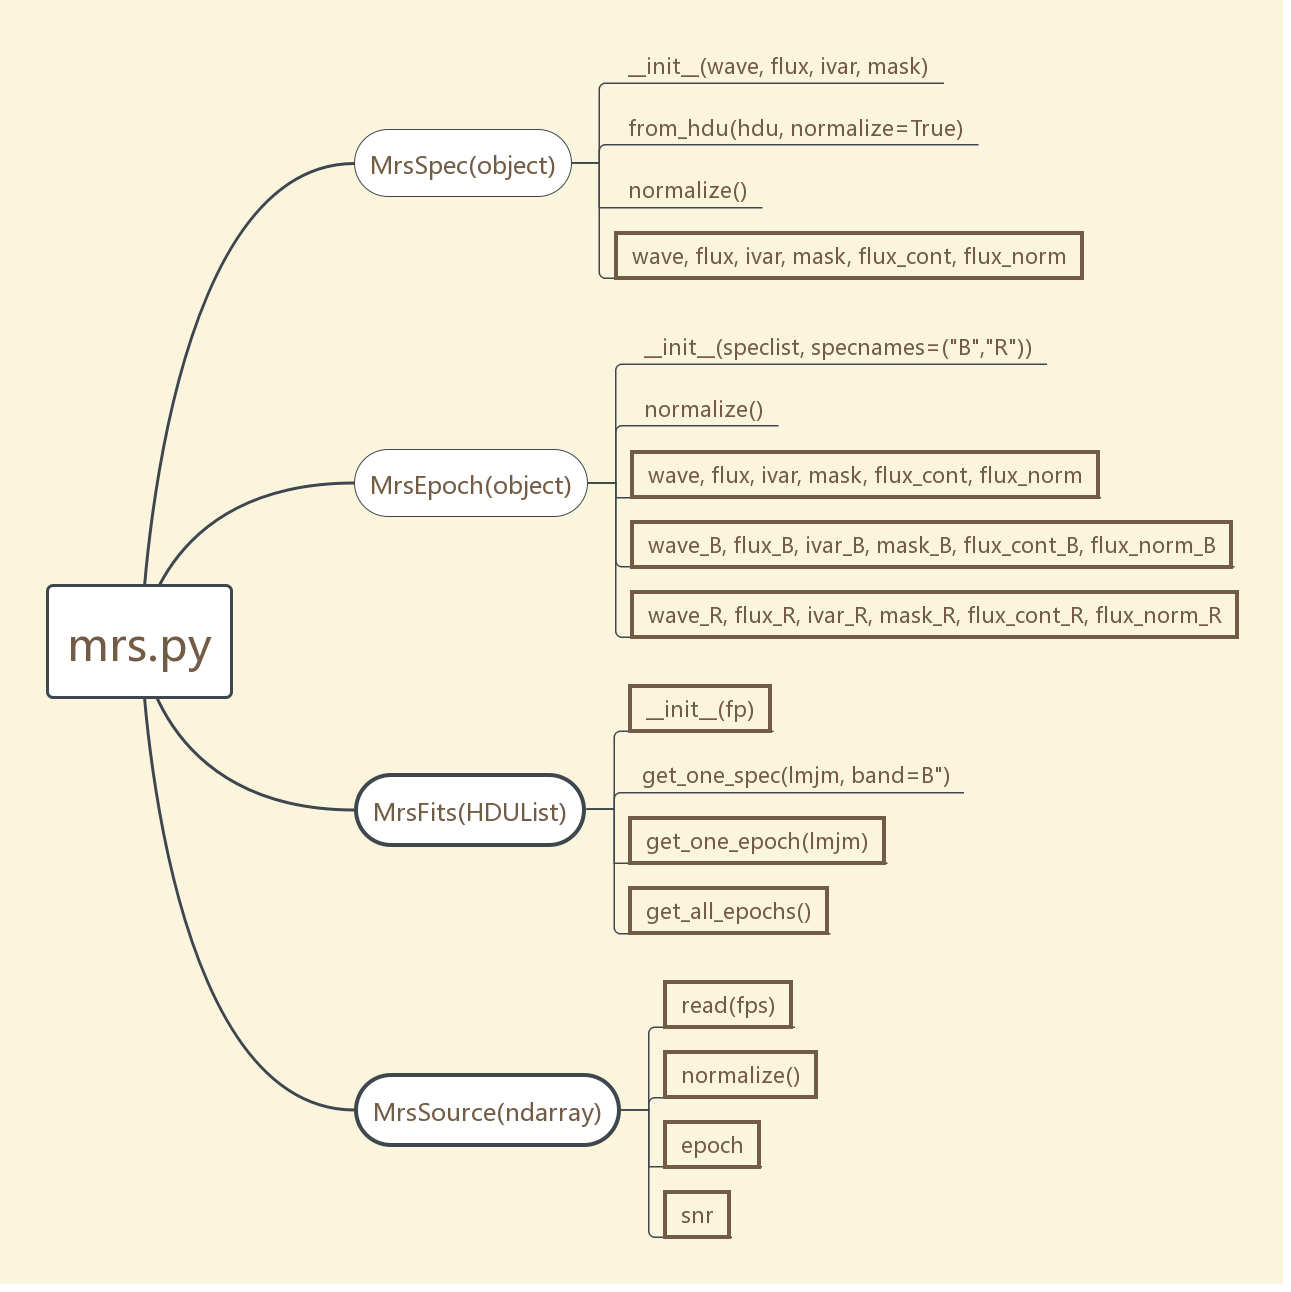 __init__(wave, flux, ivar, mask)
from_hdu(hdu, normalize=True)
MrsSpec(object)
normalize()
wave, flux, ivar, mask, flux_cont, flux_norm
__init__(speclist, specnames=("B","R"))
normalize()
MrsEpoch(object)
wave, flux, ivar, mask, flux_cont, flux_norm
wave_B, flux_B, ivar_B, mask_B, flux_cont_B, flux_norm_B
wave_R, flux_R, ivar_R, mask_R, flux_cont_R, flux_norm_R
mrs.py
__init__(fp)
get_one_spec(lmjm, band=B")
MrsFits(HDUList)
get_one_epoch(lmjm)
get_all_epochs()
read(fps)
normalize()
MrsSource(ndarray)
epoch
snr